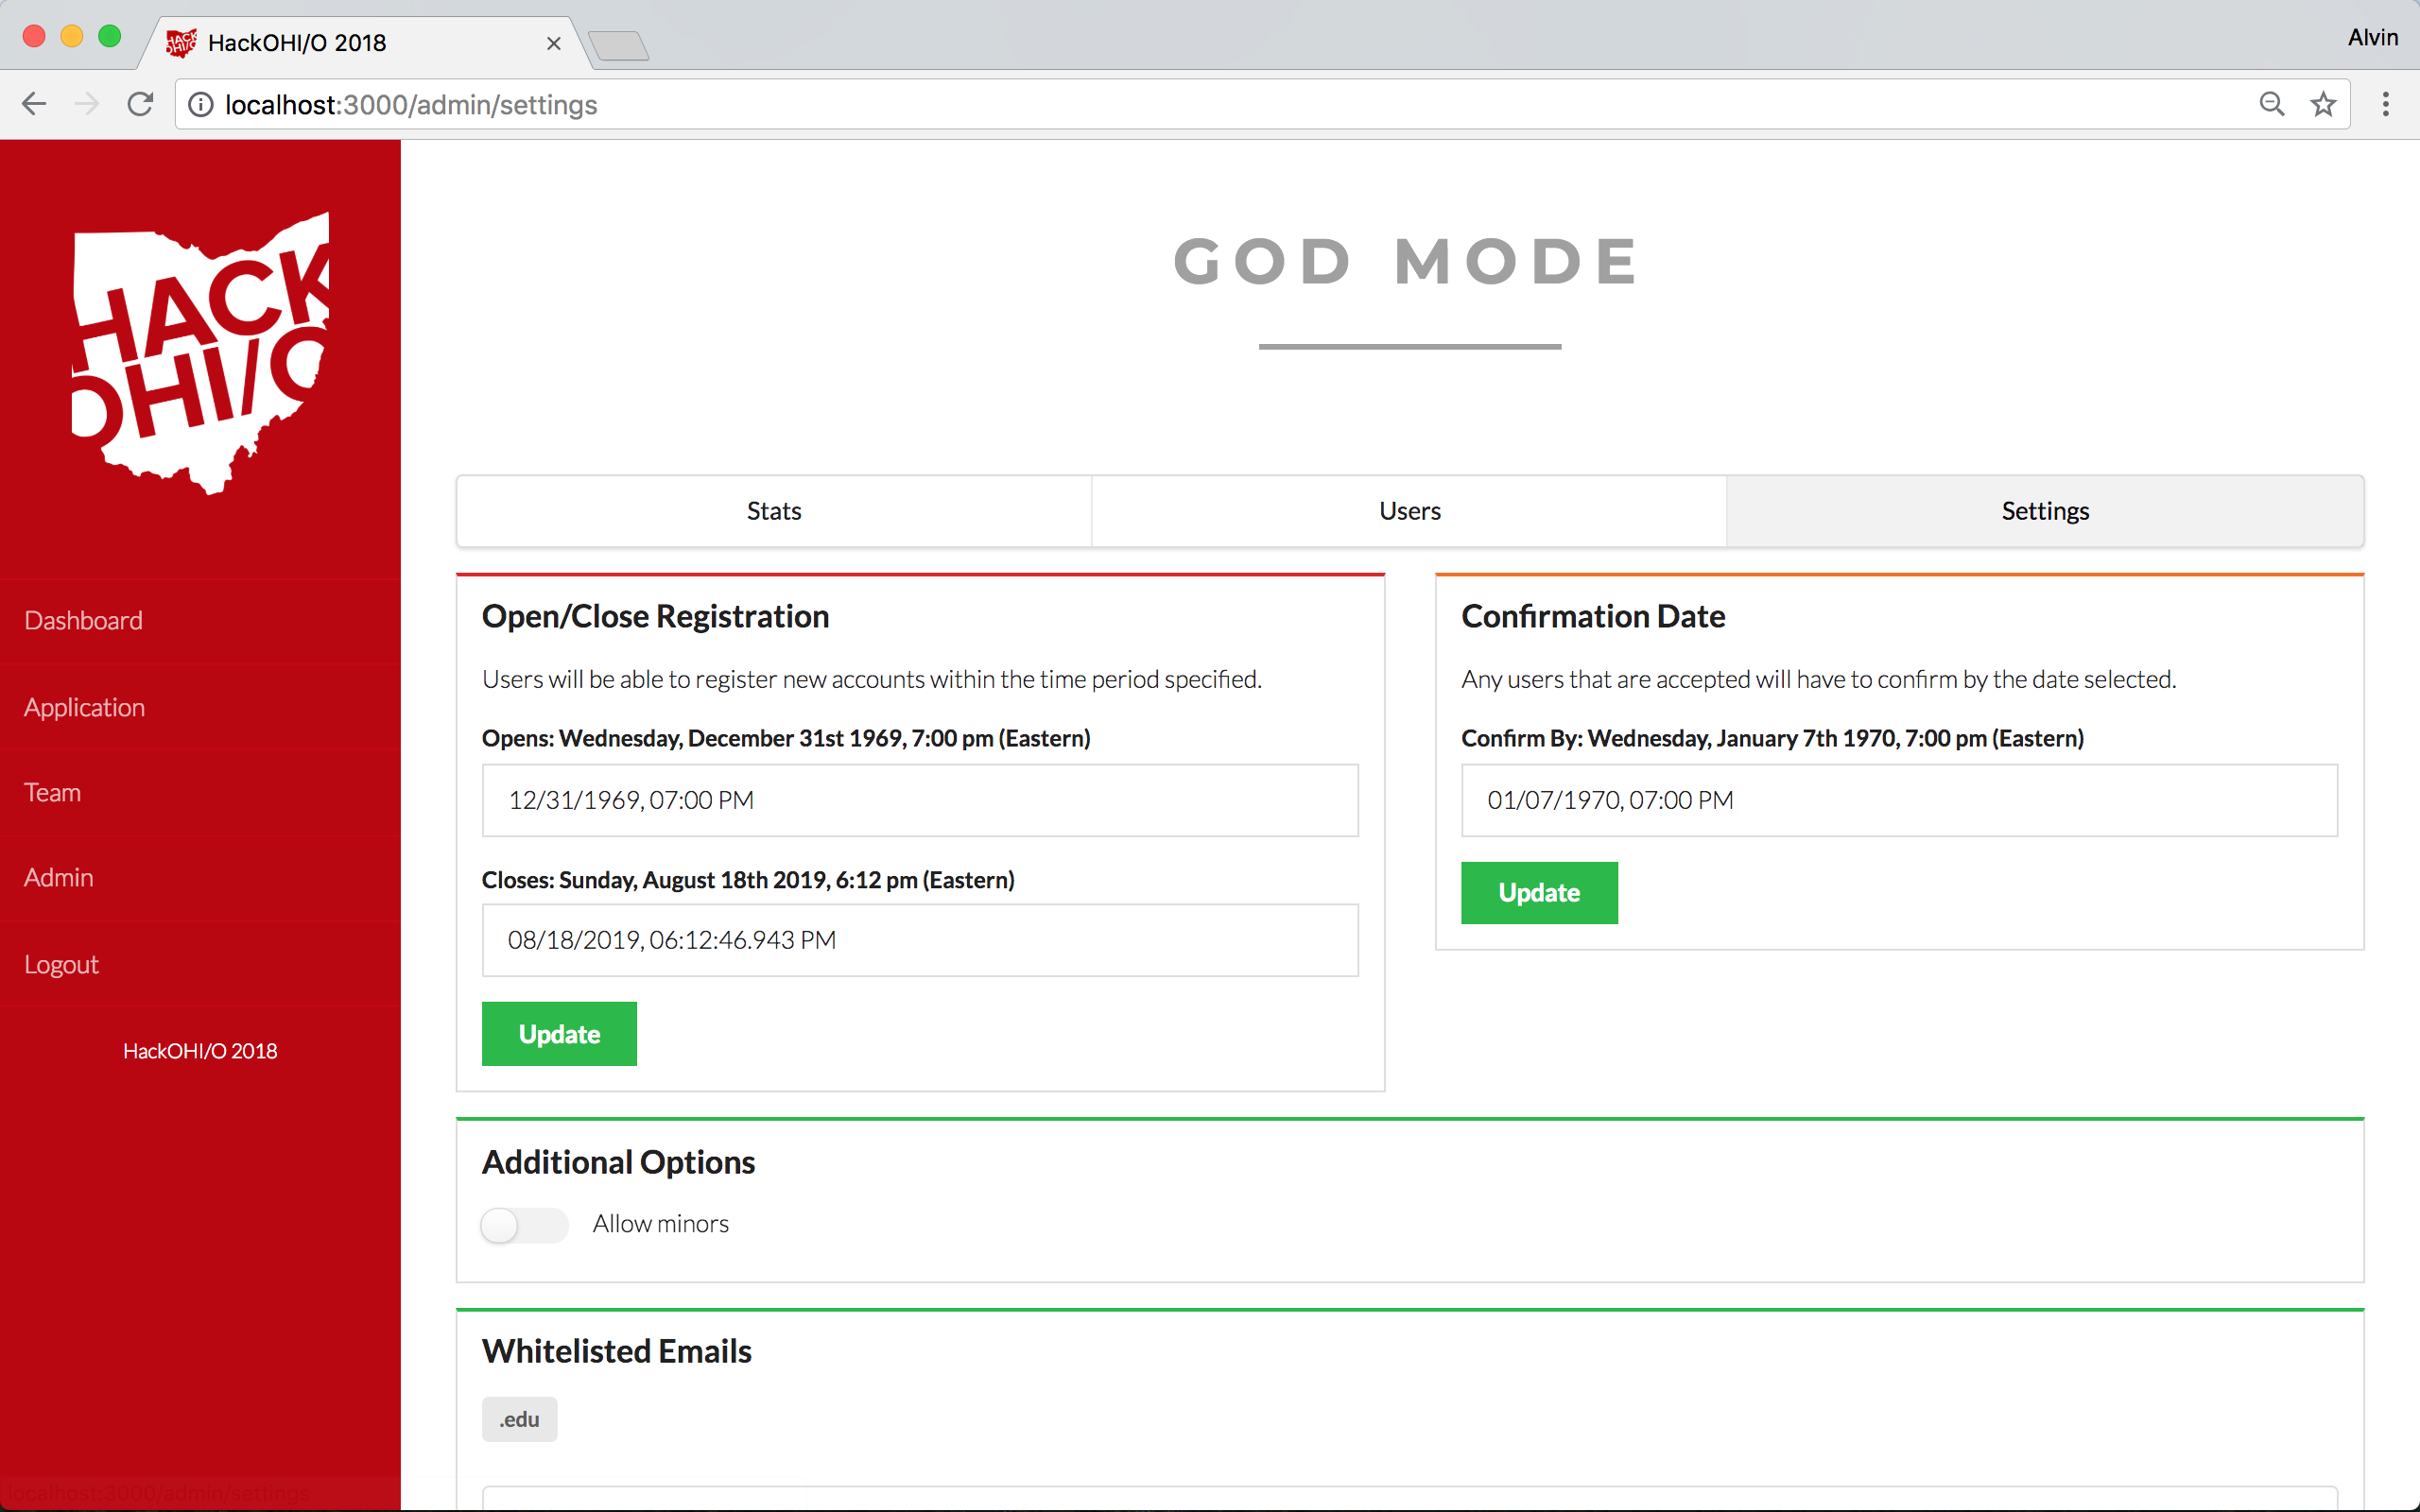 HackOHI/O 2018
Alvin
localhost:3000/admin/settings
HACK
OHI/O
Dashboard
Application
Team
Admin
Logout
HackOHI/O 2018
localhost:3000/admin/settings
GOD MODE
Stats
Users
Settings
Open/Close Registration
Users will be able to register new accounts within the time period specified.
Opens: Wednesday, December 31st 1969, 7:00 pm (Eastern)
12/31/1969, 07:00 PM
Closes: Sunday, August 18th 2019, 6:12 pm (Eastern)
08/18/2019, 06:12:46.943 PM
Update
Confirmation Date
Any users that are accepted will have to confirm by the date selected.
Confirm By: Wednesday, January 7th 1970, 7:00 pm (Eastern)
01/07/1970, 07:00 PM
Update
Additional Options
Allow minors
Whitelisted Emails
.edu